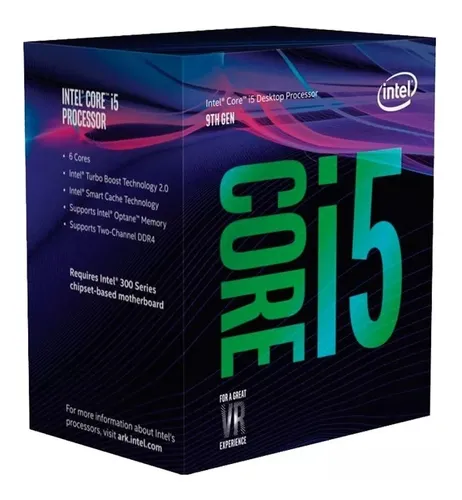 INTEL® CORE™ i5
PROCESSOR
• 6 Cores
• Intel® Turbo Boost Technology 2.0
• Intel® Smart Cache Technology
• Supports Intel® Optane™ Memory
• Supports Two-Channel DDR4
Requires Intel® 300 Series
chipset-based motherboard
For more information about Intel's
processors, visit ark.intel.com
Intel® Core™ i5 Desktop Processor
9TH GEN
intel®
CORE i5
FOR A GREAT
VR
EXPERIENCE